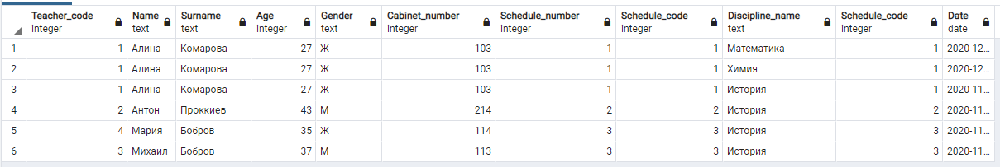 Teacher_code Name Surname Age Gender Cabinet_number Schedule_number Schedule_code Discipline_name Schedule_code Date
integer text text integer text integer integer integer text integer date
1 1 Алина Комарова 27 Ж 103 1 1 Математика 1 2020-12...
2 1 Алина Комарова 27 Ж 103 1 1 Химия 1 2020-12...
3 1 Алина Комарова 27 Ж 103 1 1 История 1 2020-11...
4 2 Антон Проккиев 43 М 214 2 2 История 2 2020-11...
5 4 Мария Бобров 35 Ж 114 3 3 История 3 2020-11...
6 3 Михаил Бобров 37 М 113 3 3 История 3 2020-11...